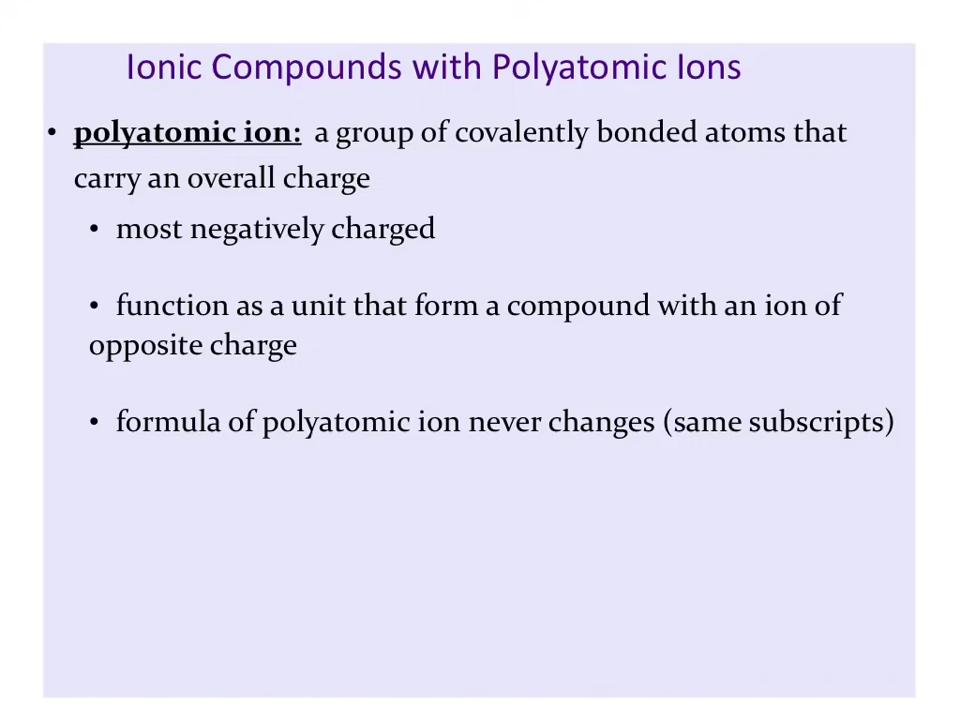 Ionic Compounds with Polyatomic Ions
• polyatomic ion: a group of covalently bonded atoms that
carry an overall charge
• most negatively charged
• function as a unit that form a compound with an ion of
opposite charge
• formula of polyatomic ion never changes (same subscripts)